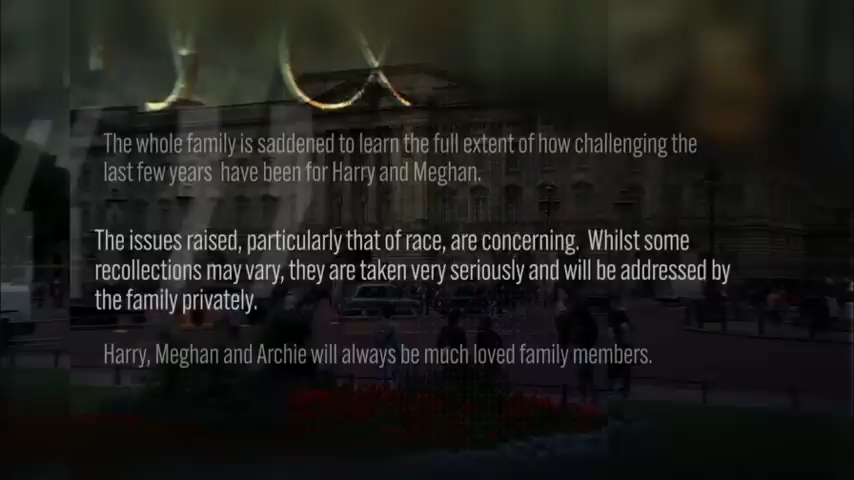 The whole family is saddened to learn the full extent of how challenging the
last few years have been for Harry and Meghan.
The issues raised, particularly that of race, are concerning. Whilst some
recollections may vary, they are taken very seriously and will be addressed by
the family privately.
Harry, Meghan and Archie will always be much loved family members.